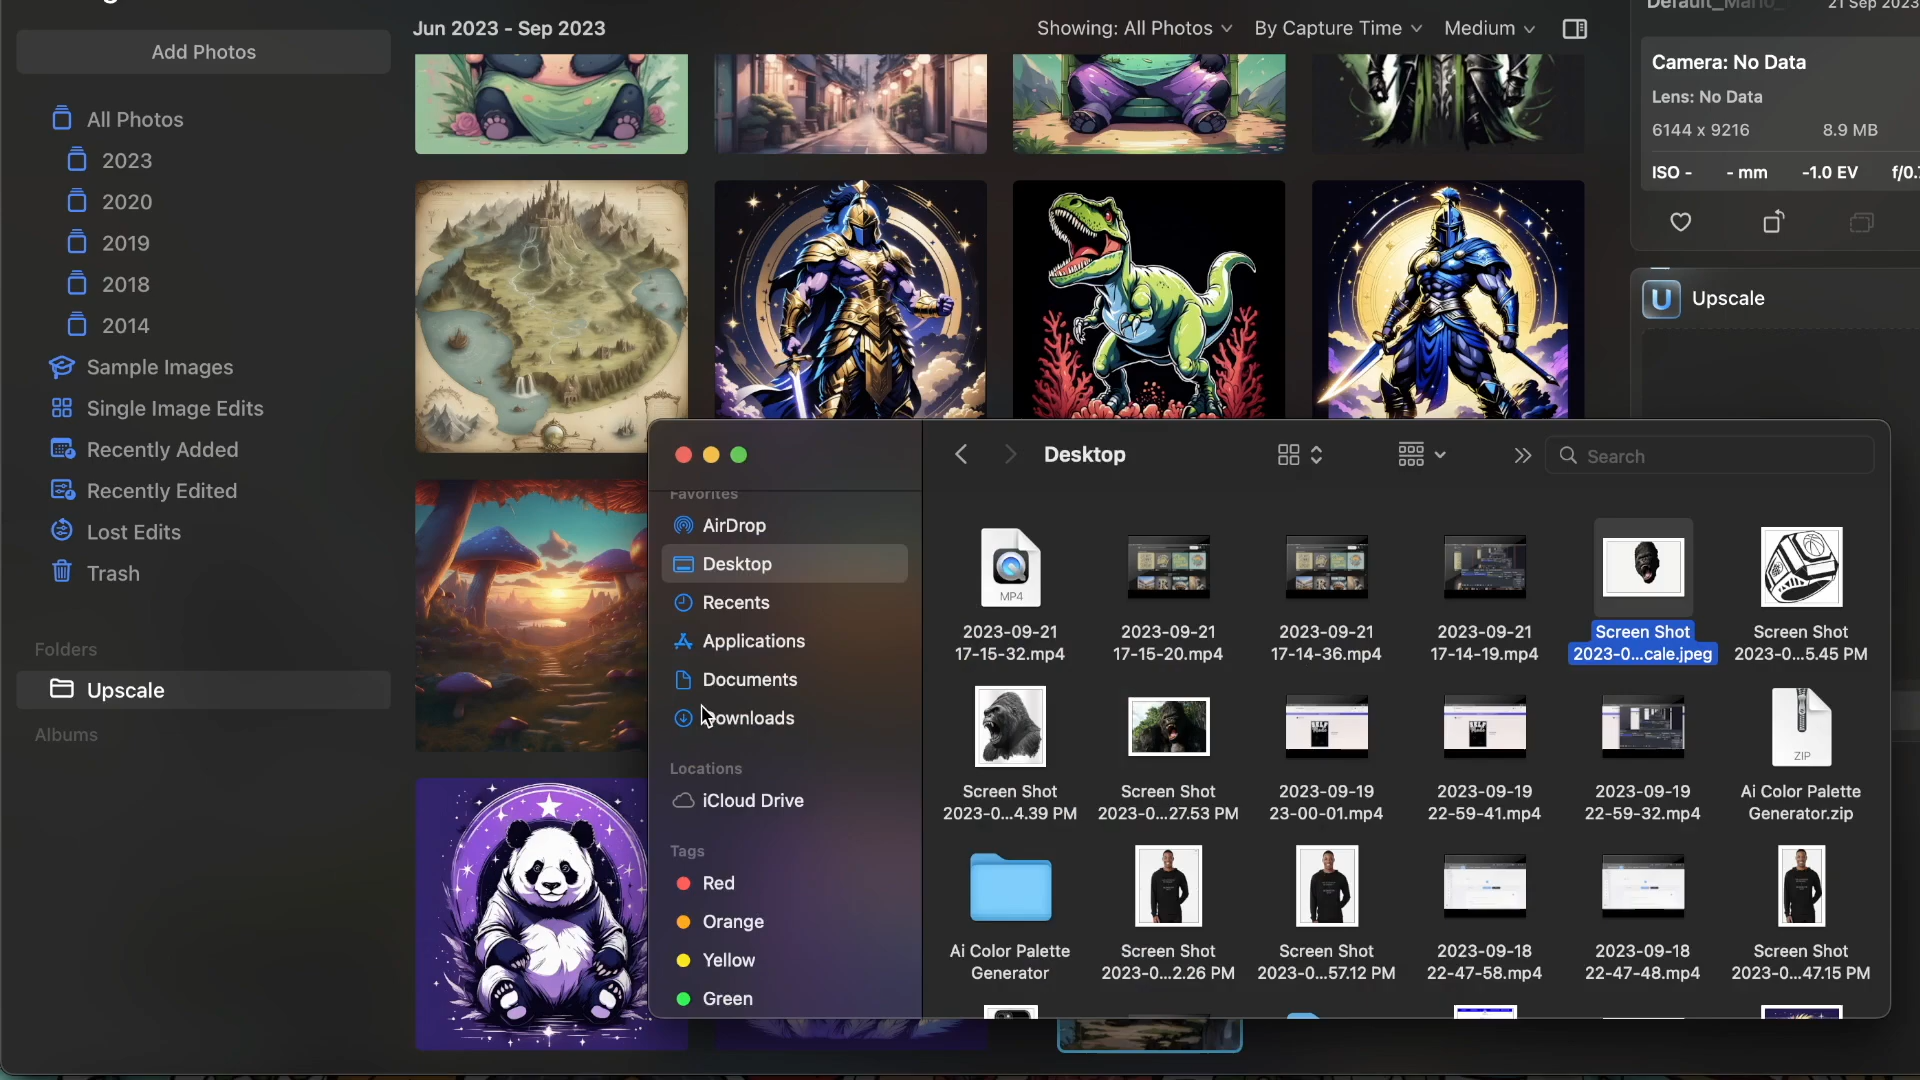 Jun 2023 - Sep 2023
Showing: All Photos
By Capture Time
Medium
21 Sep 2023
Add Photos
All Photos
2023
2020
2019
2018
2014
Sample Images
Single Image Edits
Recently Added
Recently Edited
Lost Edits
Trash
Folders
Upscale
Albums
Camera: No Data
Lens: No Data
6144 x 9216
8.9 MB
ISO -
- mm
-1.0 EV
U
Upscale
Desktop
Search
Favorites
AirDrop
Desktop
Recents
Applications
Documents
Downloads
Locations
iCloud Drive
Tags
Red
Orange
Yellow
Green
MP4
2023-09-21
17-15-32.mp4
2023-09-21
17-15-20.mp4
2023-09-21
17-14-36.mp4
2023-09-21
17-14-19.mp4
Screen Shot
2023-0...cale.jpeg
Screen Shot
2023-0...5.45 PM
Screen Shot
2023-0...4.39 PM
Screen Shot
2023-0...27.53 PM
2023-09-19
23-00-01.mp4
2023-09-19
22-59-41.mp4
2023-09-19
22-59-32.mp4
ZIP
Ai Color Palette
Generator.zip
Ai Color Palette
Generator
Screen Shot
2023-0...2.26 PM
Screen Shot
2023-0...57.12 PM
2023-09-18
22-47-58.mp4
2023-09-18
22-47-48.mp4
Screen Shot
2023-0...47.15 PM